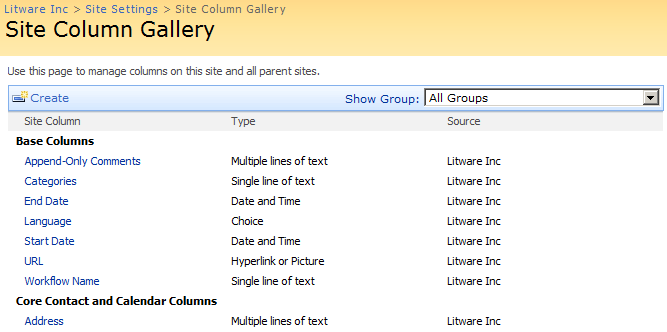 Litware Inc > Site Settings > Site Column Gallery
Site Column Gallery
Use this page to manage columns on this site and all parent sites.
Create Show Group: All Groups
Site Column Type Source
Base Columns
Append-Only Comments Multiple lines of text Litware Inc
Categories Single line of text Litware Inc
End Date Date and Time Litware Inc
Language Choice Litware Inc
Start Date Date and Time Litware Inc
URL Hyperlink or Picture Litware Inc
Workflow Name Single line of text Litware Inc
Core Contact and Calendar Columns
Address Multiple lines of text Litware Inc